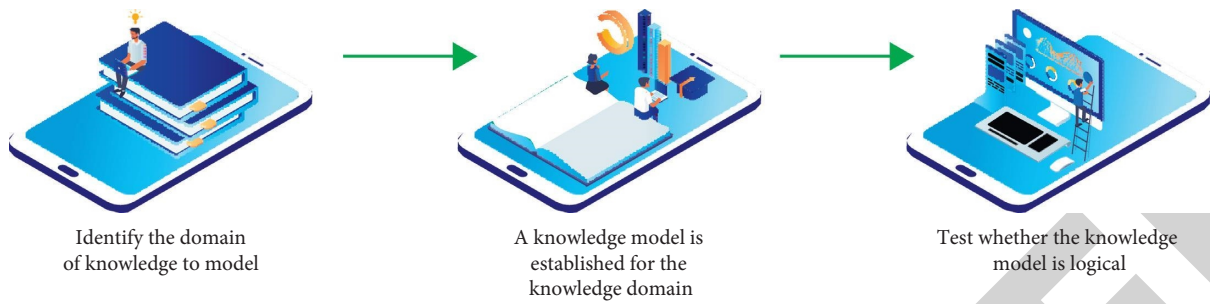 Identify the domain
of knowledge to model
A knowledge model is
established for the
knowledge domain
Test whether the knowledge
model is logical